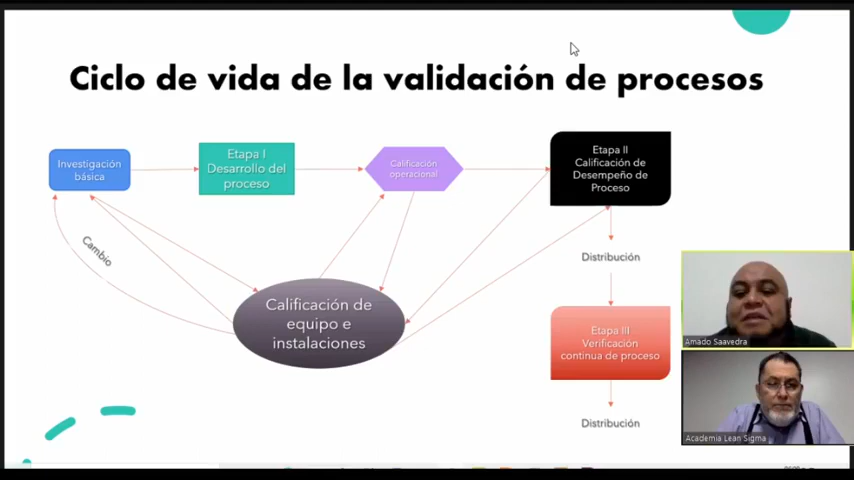 Ciclo de vida de la validación de procesos
Investigación
básica
Etapa I
Desarrollo del
proceso
Calificación
operacional
Etapa II
Calificación de
Desempeño de
Proceso
Cambio
Distribución
Calificación de
equipo e
instalaciones
Etapa III
Verificación
continua de proceso
Distribución
Amado Saavedra
Academia Lean Sigma